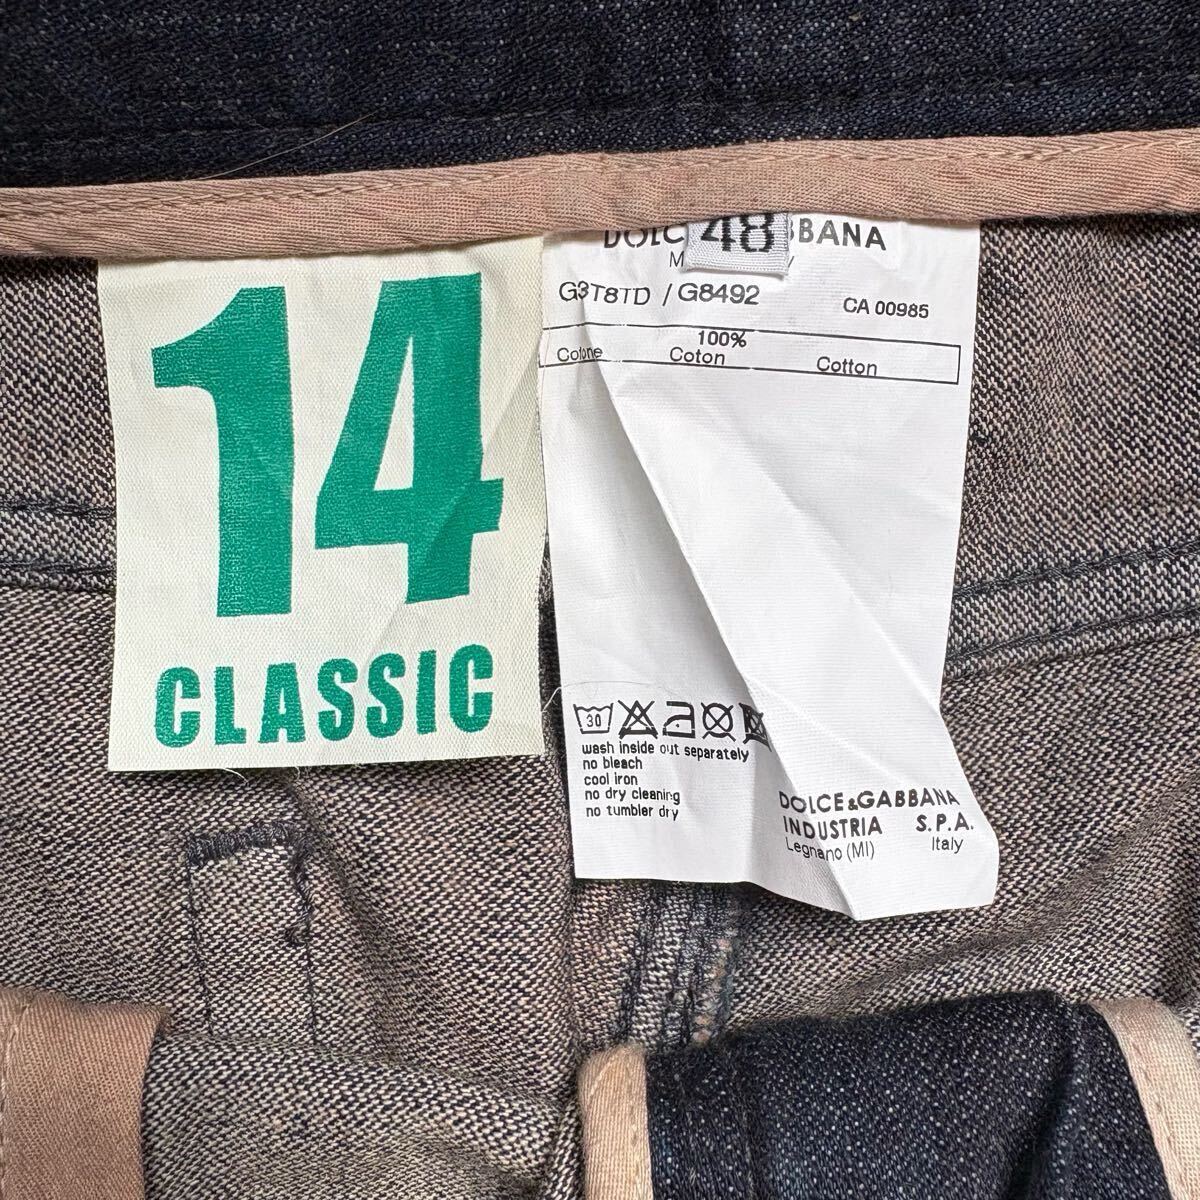 14
CLASSIC
48
BBANA
G3T8TD / G8492
CA 00985
100%
Cotone Coton Cotton
30
wash inside out separately
no bleach
cool iron
no dry cleaning
no tumbler dry
DOLCE&GABBANA
INDUSTRIA S.P.A.
Legnano (MI) Italy